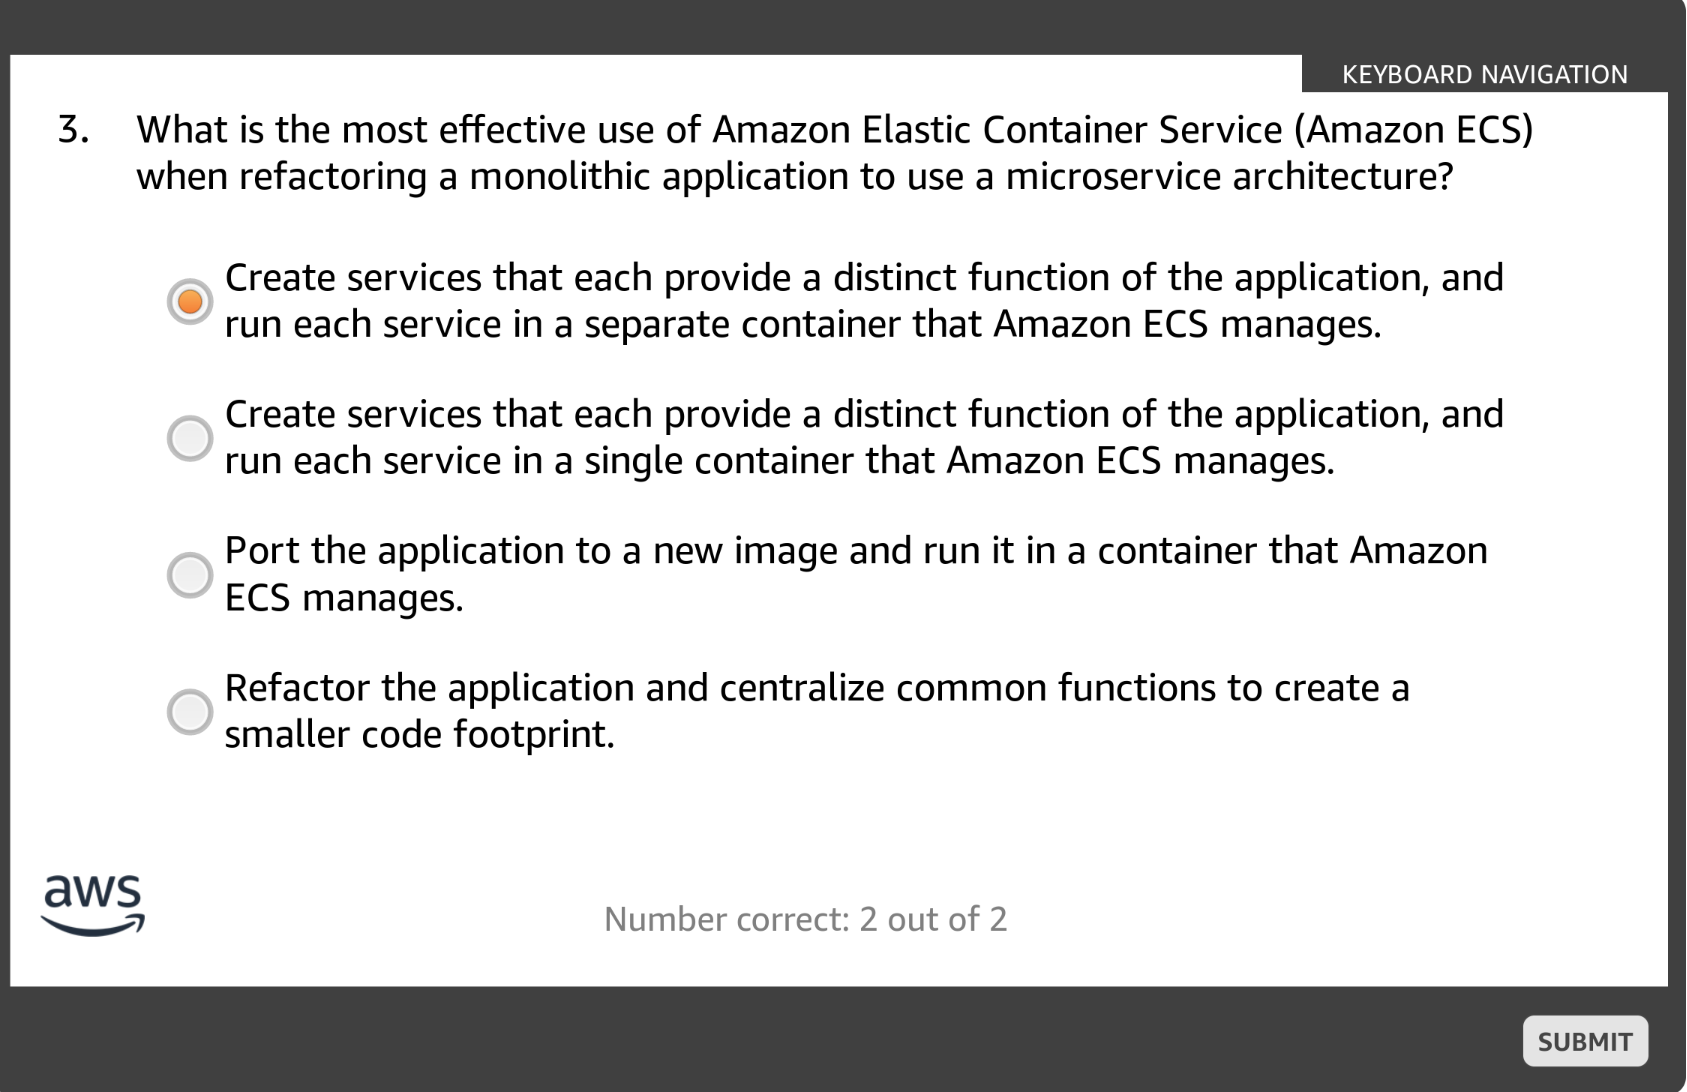 KEYBOARD NAVIGATION
3. What is the most effective use of Amazon Elastic Container Service (Amazon ECS)
when refactoring a monolithic application to use a microservice architecture?
Create services that each provide a distinct function of the application, and
run each service in a separate container that Amazon ECS manages.
Create services that each provide a distinct function of the application, and
run each service in a single container that Amazon ECS manages.
Port the application to a new image and run it in a container that Amazon
ECS manages.
Refactor the application and centralize common functions to create a
smaller code footprint.
aws
Number correct: 2 out of 2
SUBMIT